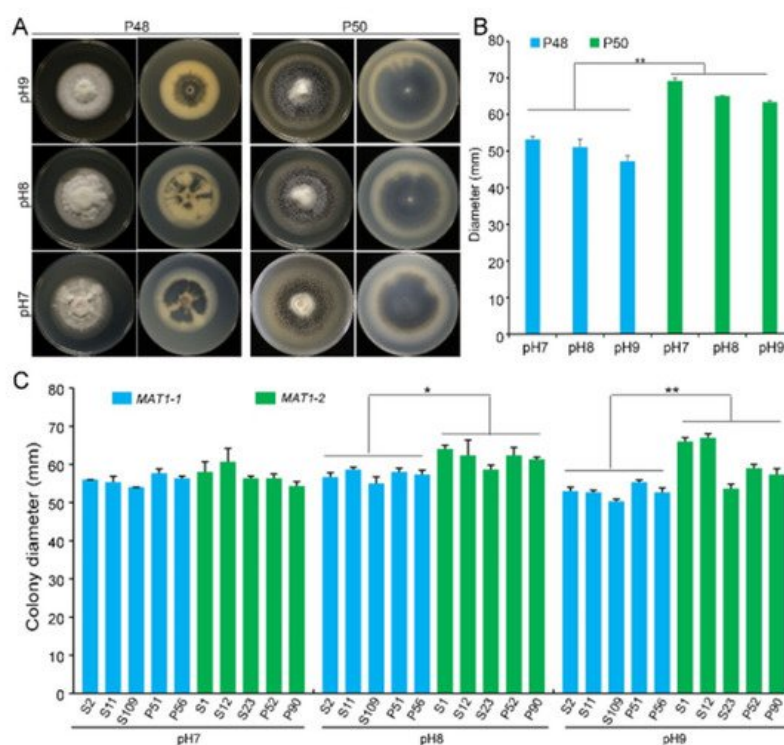 A
P48
P50
pH9
pH8
pH7
B
P48
P50
**
Diameter (mm)
80
70
60
50
40
30
20
10
0
pH7
pH8
pH9
pH7
pH8
pH9
C
MAT1-1
MAT1-2
*
**
Colony diameter (mm)
80
70
60
50
40
30
20
10
0
S2
S11
S109
P51
P56
S1
S12
S23
P52
P90
S2
S11
S109
P51
P56
S1
S12
S23
P52
P90
S2
S11
S109
P51
P56
S1
S12
S23
P52
P90
pH7
pH8
pH9